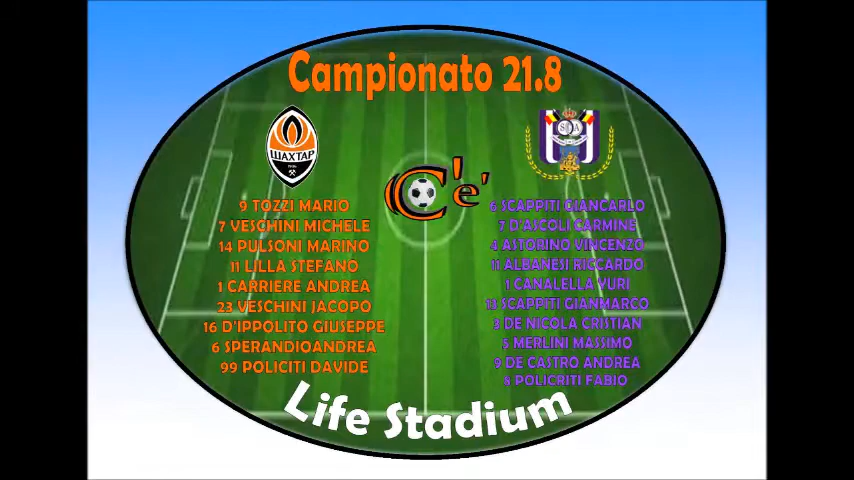 Campionato 21.8
ШАХТАР
1936
C'è'
9 TOZZI MARIO
7 VESCHINI MICHELE
14 PULSONI MARINO
11 LILLA STEFANO
1 CARRIERE ANDREA
23 VESCHINI JACOPO
16 D'IPPOLITO GIUSEPPE
6 SPERANDIOANDREA
99 POLICITI DAVIDE
6 SCAPPITI GIANCARLO
7 D'ASCOLI CARMINE
4 ASTORINO VINCENZO
11 ALBANESI RICCARDO
1 CANALELLA YURI
13 SCAPPITI GIANMARCO
3 DE NICOLA CRISTIAN
5 MERLINI MASSIMO
9 DE CASTRO ANDREA
8 POLICRITI FABIO
Life Stadium